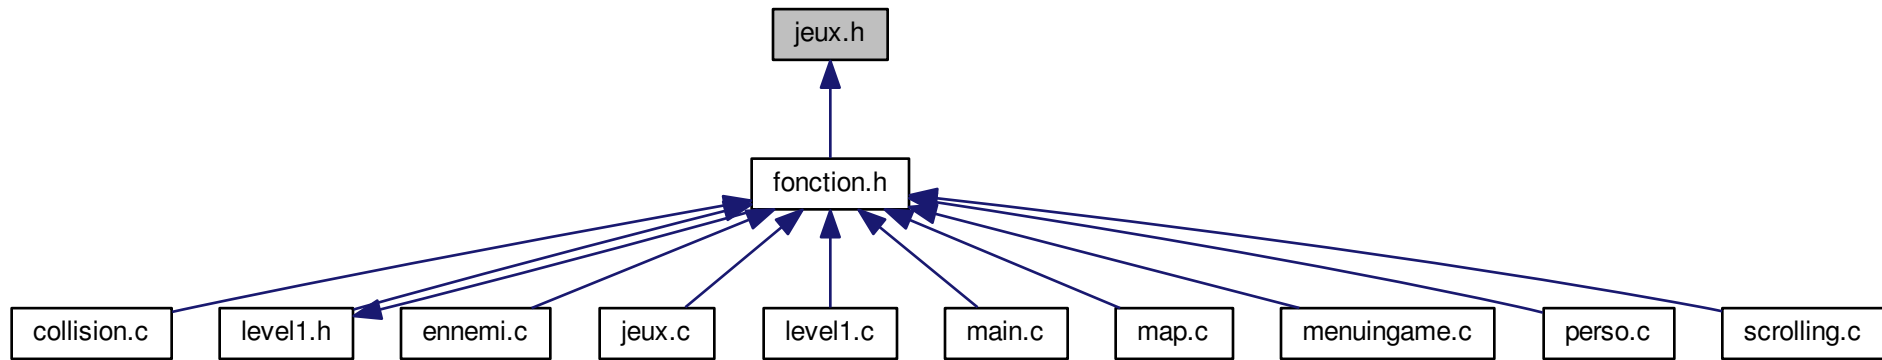 jeux.h
fonction.h
collision.c
level1.h
ennemi.c
jeux.c
level1.c
main.c
map.c
menuingame.c
perso.c
scrolling.c